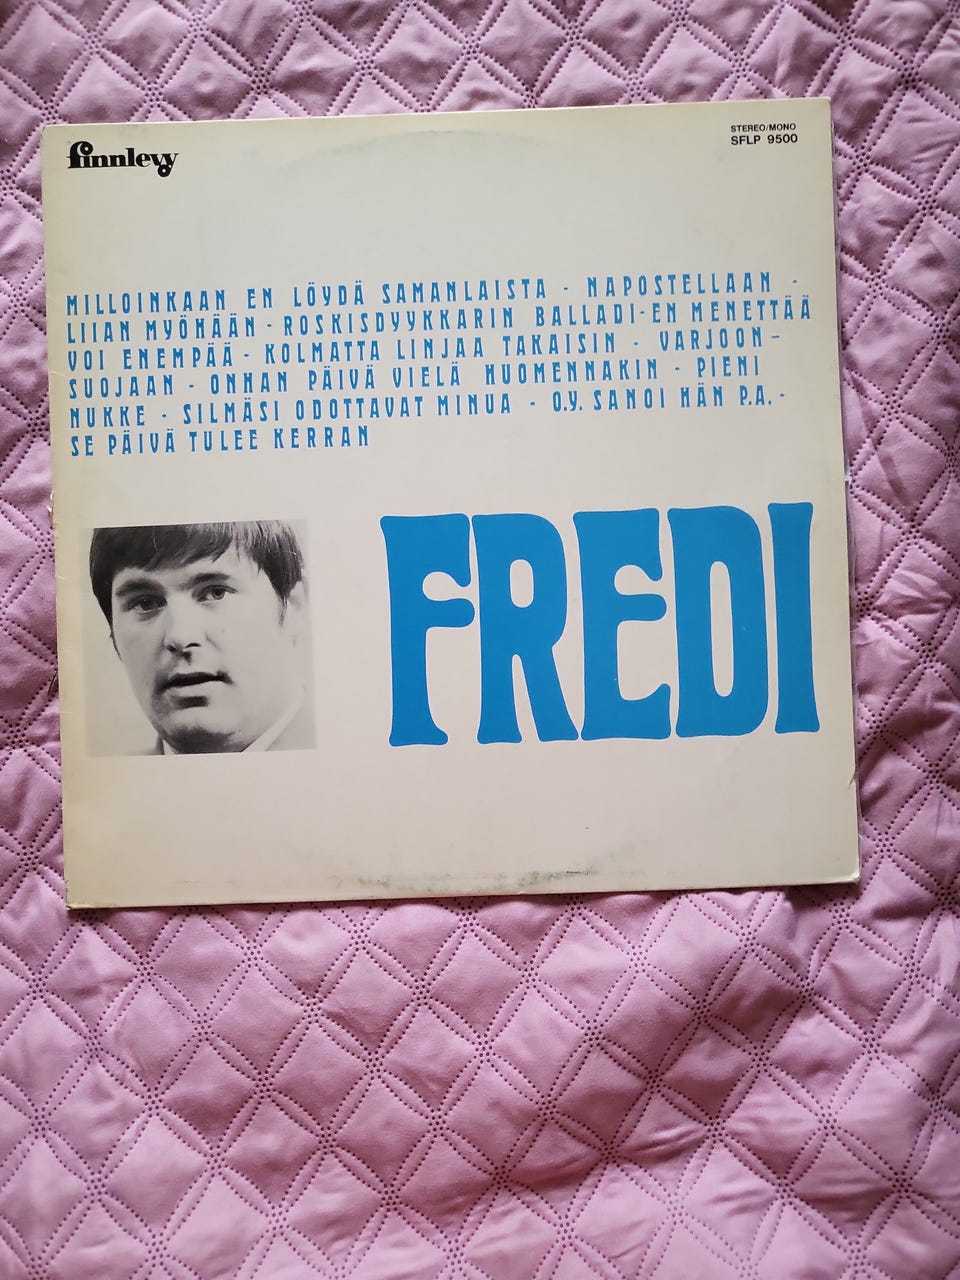 finnlevy
STEREO/MONO
SFLP 9500
MILLOINKAAN EN LÖYDÄ SAMANLAISTA - NAPOSTELLAAN -
LIIAN MYÖHÄÄN - ROSKISDYYKKARIN BALLADI - EN MENETTÄÄ
VOI ENEMPÄÄ - KOLMATTA LINJAA TAKAISIN - VARJOON -
SUOJAAN - ONHAN PÄIVÄ VIELÄ HUOMENNAKIN - PIENI
NUKKE - SILMÄSI ODOTTAVAT MINUA - O.Y. SANOI HÄN P.A. -
SE PÄIVÄ TULEE KERRAN
FREDI